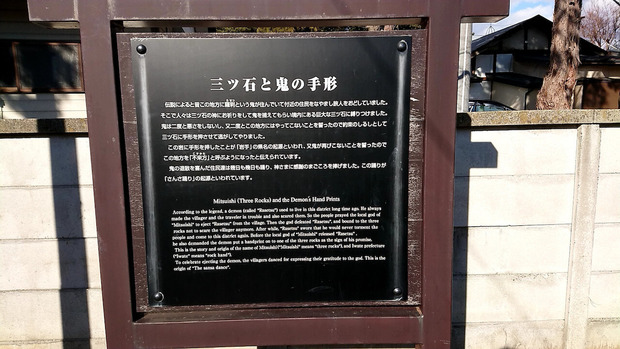 三ツ石と鬼の手形
伝説によると昔この地方に羅刹という鬼が住んでいて付近の住民をなやまし旅人をおどしていました。
そこで人々は三ツ石の神にお祈りをして鬼を捕えてもらい境内にある巨大な三ツ石に縛りつけました。
鬼は二度と悪さをしないし、又二度とこの地方にはやってこないことを誓ったので約束のしるしとして
三ツ石に手形を押させて逃がしてやりました。
この岩に手形を押したことが「岩手」の県名の起源といわれ、又鬼が再びこないことを誓ったので
この地方を「不来方」と呼ぶようになったと伝えられています。
鬼の退散を喜んだ住民達は幾日も幾日も踊り、神さまに感謝のまごころを捧げました。この踊りが
「さんさ踊り」の起源といわれています。
Mitsuishi (Three Rocks) and the Demon's Hand Prints
According to the legend, a demon (called "Rasetsu") used to live in this district long time ago. He always
made the villager and the traveler in trouble and also scared them. So the people prayed the local god of
"Mitsuishi" to eject "Rasetsu" from the village. Then the god defeated "Rasetsu", and bound to the three
rocks not to scare the villager anymore. After while, "Rasetsu" swore that he would never torment the
people and come to this district again. Before the local god of "Mitsuishi" released "Rasetsu",
he also demanded the demon put a handprint on to one of the three rocks as the sign of his promise.
This is the story and origin of the name of Mitsuishi("Mitsuishi" means "three rocks"), and Iwate prefecture
("Iwate" means "rock hand").
To celebrate ejecting the demon, the villagers danced for expressing their gratitude to the god. This is the
origin of "The sansa dance".